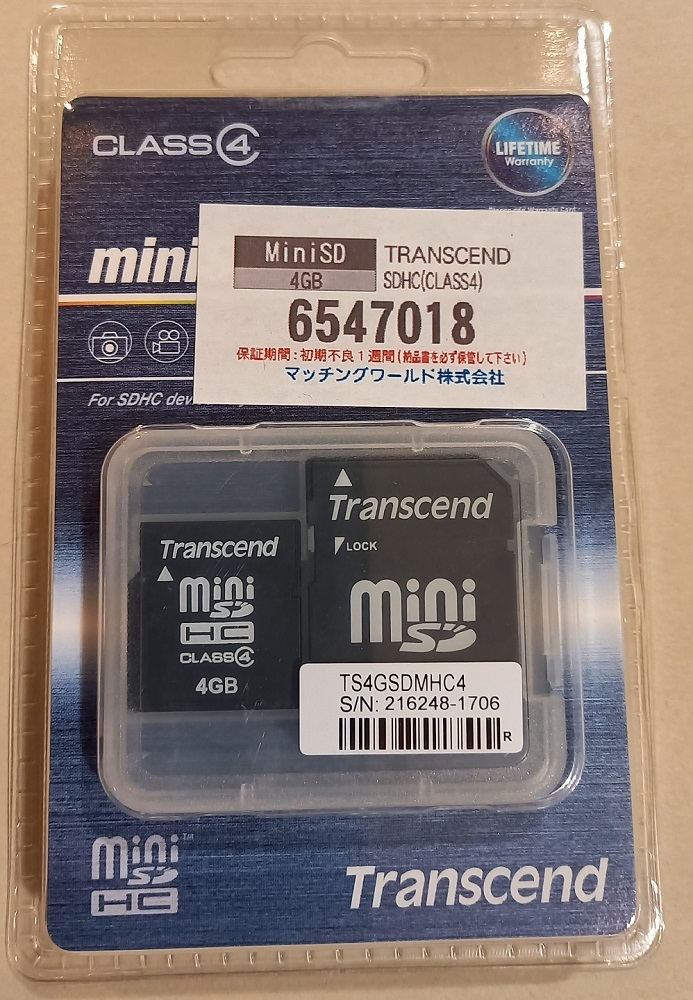 CLASS4
LIFETIME
Warranty
mini
MiniSD
TRANSCEND
4GB
SDHC(CLASS4)
6547018
保証期間:初期不良1週間(納品書を必ず保管して下さい)
マッチングワールド株式会社
For SDHC
Transcend
LOCK
mini
SD
Transcend
mini
SD
HC
CLASS4
4GB
TS4GSDMHC4
S/N: 216248-1706
R
mini™
SD
HC
Transcend